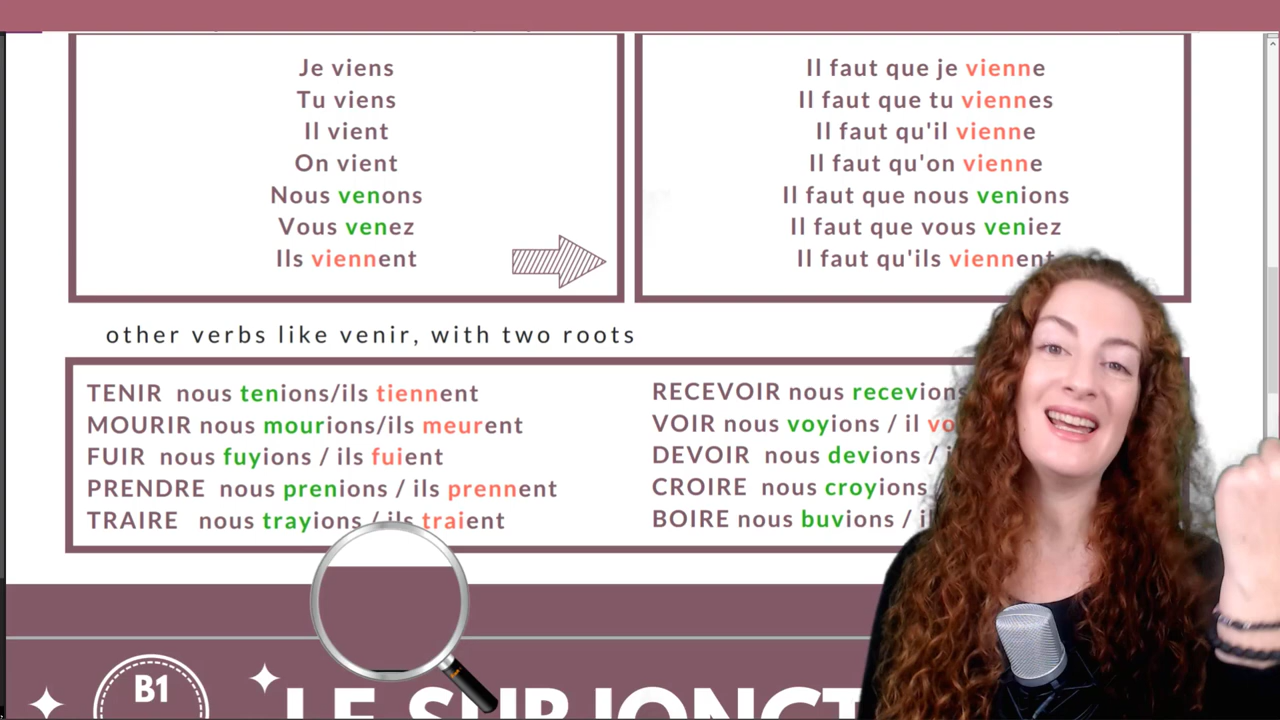 Je viens
Tu viens
Il vient
On vient
Nous venons
Vous venez
Ils viennent
Il faut que je vienne
Il faut que tu viennes
Il faut qu'il vienne
Il faut qu'on vienne
Il faut que nous venions
Il faut que vous veniez
Il faut qu'ils viennent
other verbs like venir, with two roots
TENIR nous tenions/ils tiennent
MOURIR nous mourions/ils meurent
FUIR nous fuyions / ils fuient
PRENDRE nous prenions / ils prennent
TRAIRE nous trayions / ils traient
RECEVOIR nous recevions
VOIR nous voyions / il
DEVOIR nous devions /
CROIRE nous croyions
BOIRE nous buvions /
B1
LE